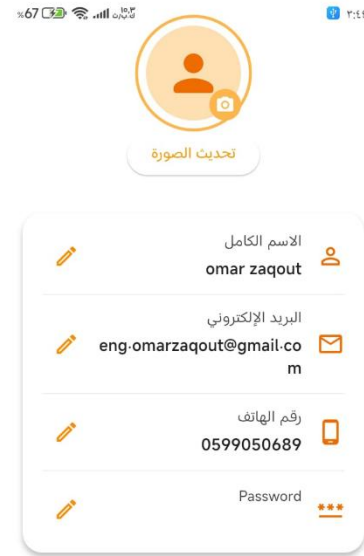 %67
٣:٤٤
تحديث الصورة
الاسم الكامل
omar zaqout
البريد الإلكتروني
eng.omarzaqout@gmail.co
m
رقم الهاتف
0599050689
Password
***